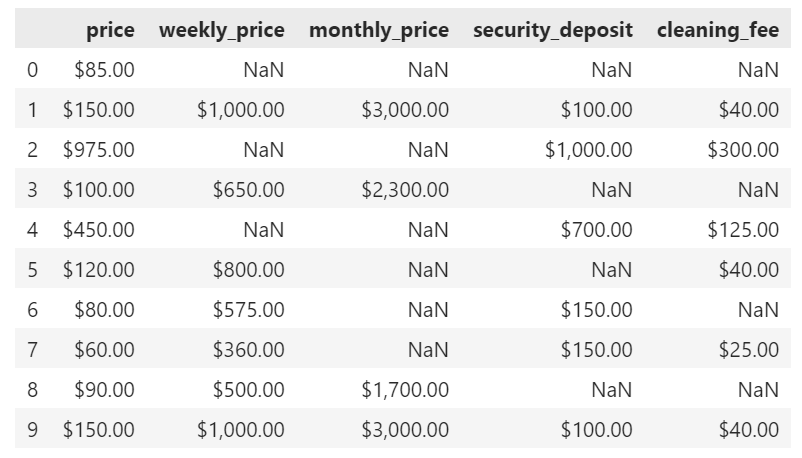 price weekly_price monthly_price security_deposit cleaning_fee
0 $85.00 NaN NaN NaN NaN
1 $150.00 $1,000.00 $3,000.00 $100.00 $40.00
2 $975.00 NaN NaN $1,000.00 $300.00
3 $100.00 $650.00 $2,300.00 NaN NaN
4 $450.00 NaN NaN $700.00 $125.00
5 $120.00 $800.00 NaN NaN $40.00
6 $80.00 $575.00 NaN $150.00 NaN
7 $60.00 $360.00 NaN $150.00 $25.00
8 $90.00 $500.00 $1,700.00 NaN NaN
9 $150.00 $1,000.00 $3,000.00 $100.00 $40.00